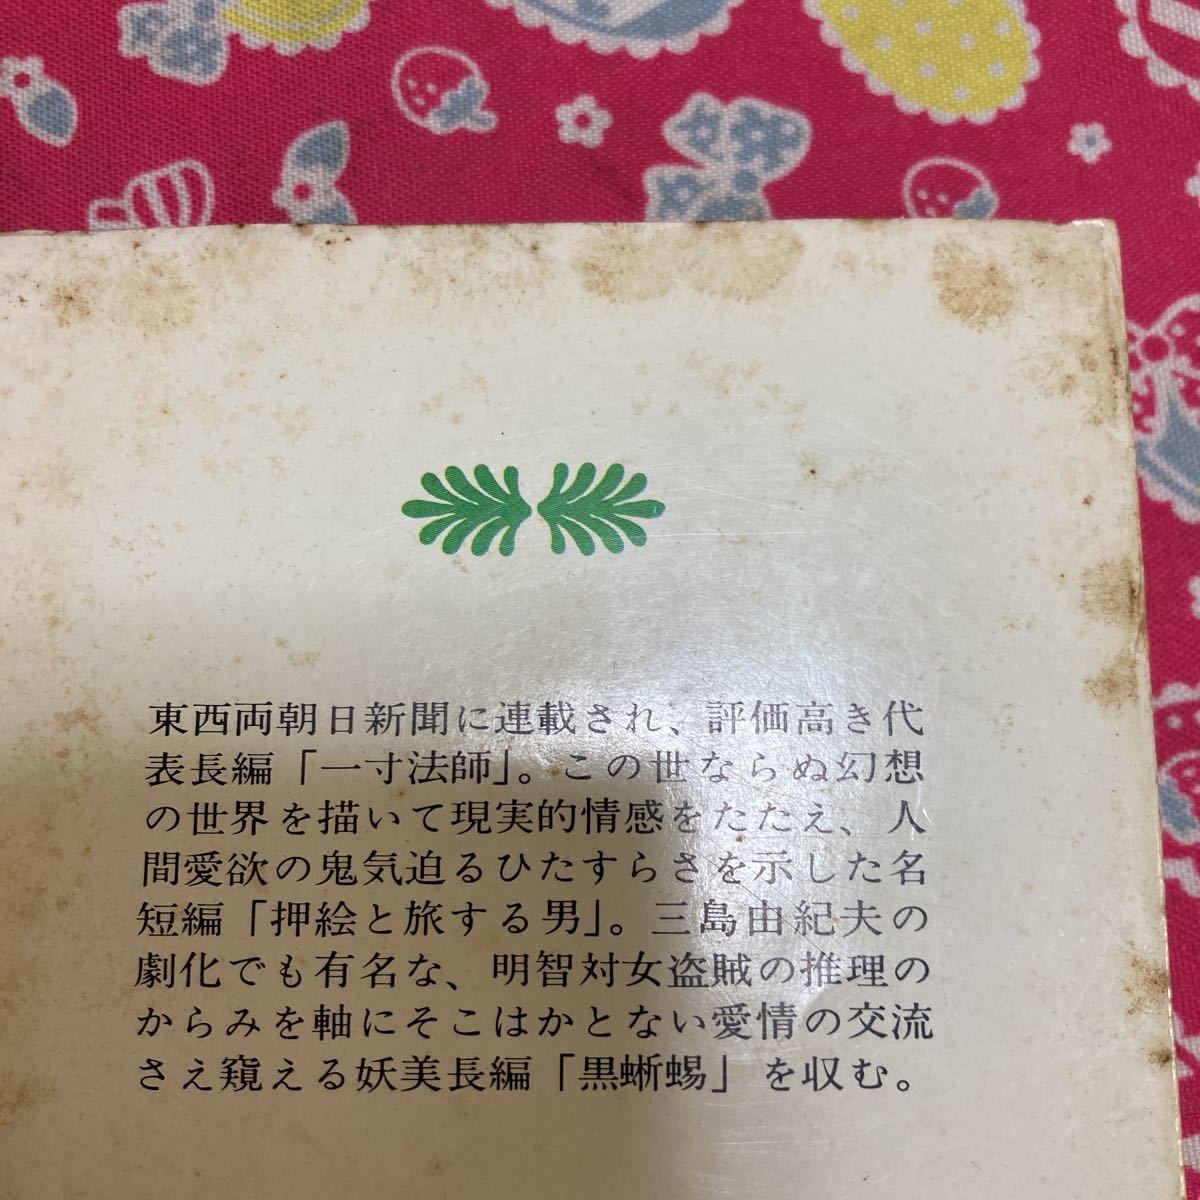 東西両朝日新聞に連載され、評価高き代
表長編「一寸法師」。この世ならぬ幻想
の世界を描いて現実的情感をたたえ、人
間愛欲の鬼気迫るひたすらさを示した名
短編「押絵と旅する男」。三島由紀夫の
劇化でも有名な、明智対女盗賊の推理の
からみを軸にそこはかとない愛情の交流
さえ窺える妖美長編「黒蜥蜴」を収む。